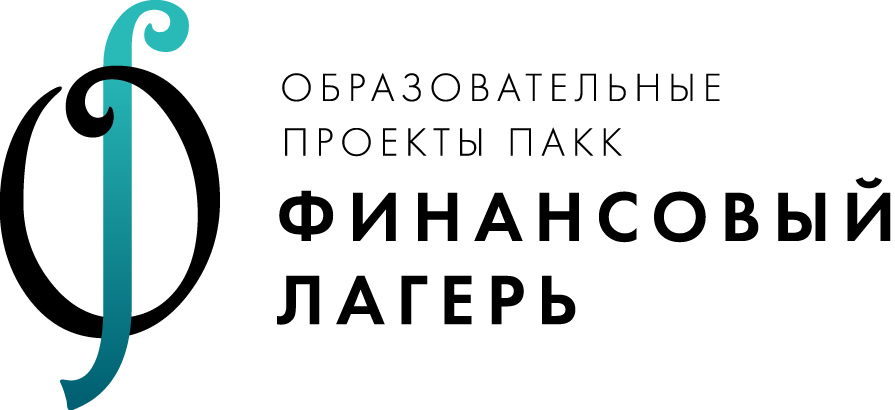 ОБРАЗОВАТЕЛЬНЫЕ
ПРОЕКТЫ ПАКК
ФИНАНСОВЫЙ
ЛАГЕРЬ